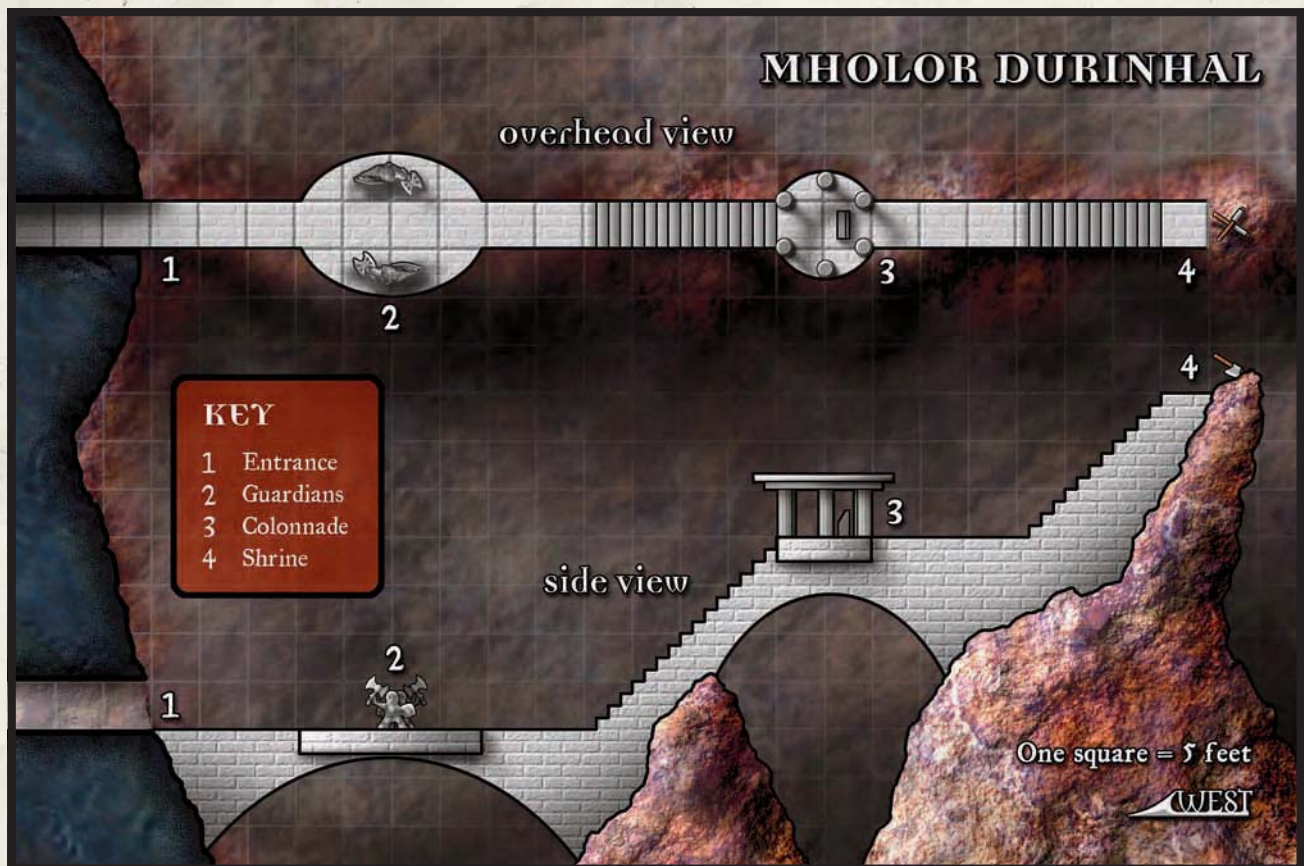 MHOLOR DURINHAL
overhead view
1
2
3
4
KEY
1 Entrance
2 Guardians
3 Colonnade
4 Shrine
4
3
side view
2
1
One square = 5 feet
WEST